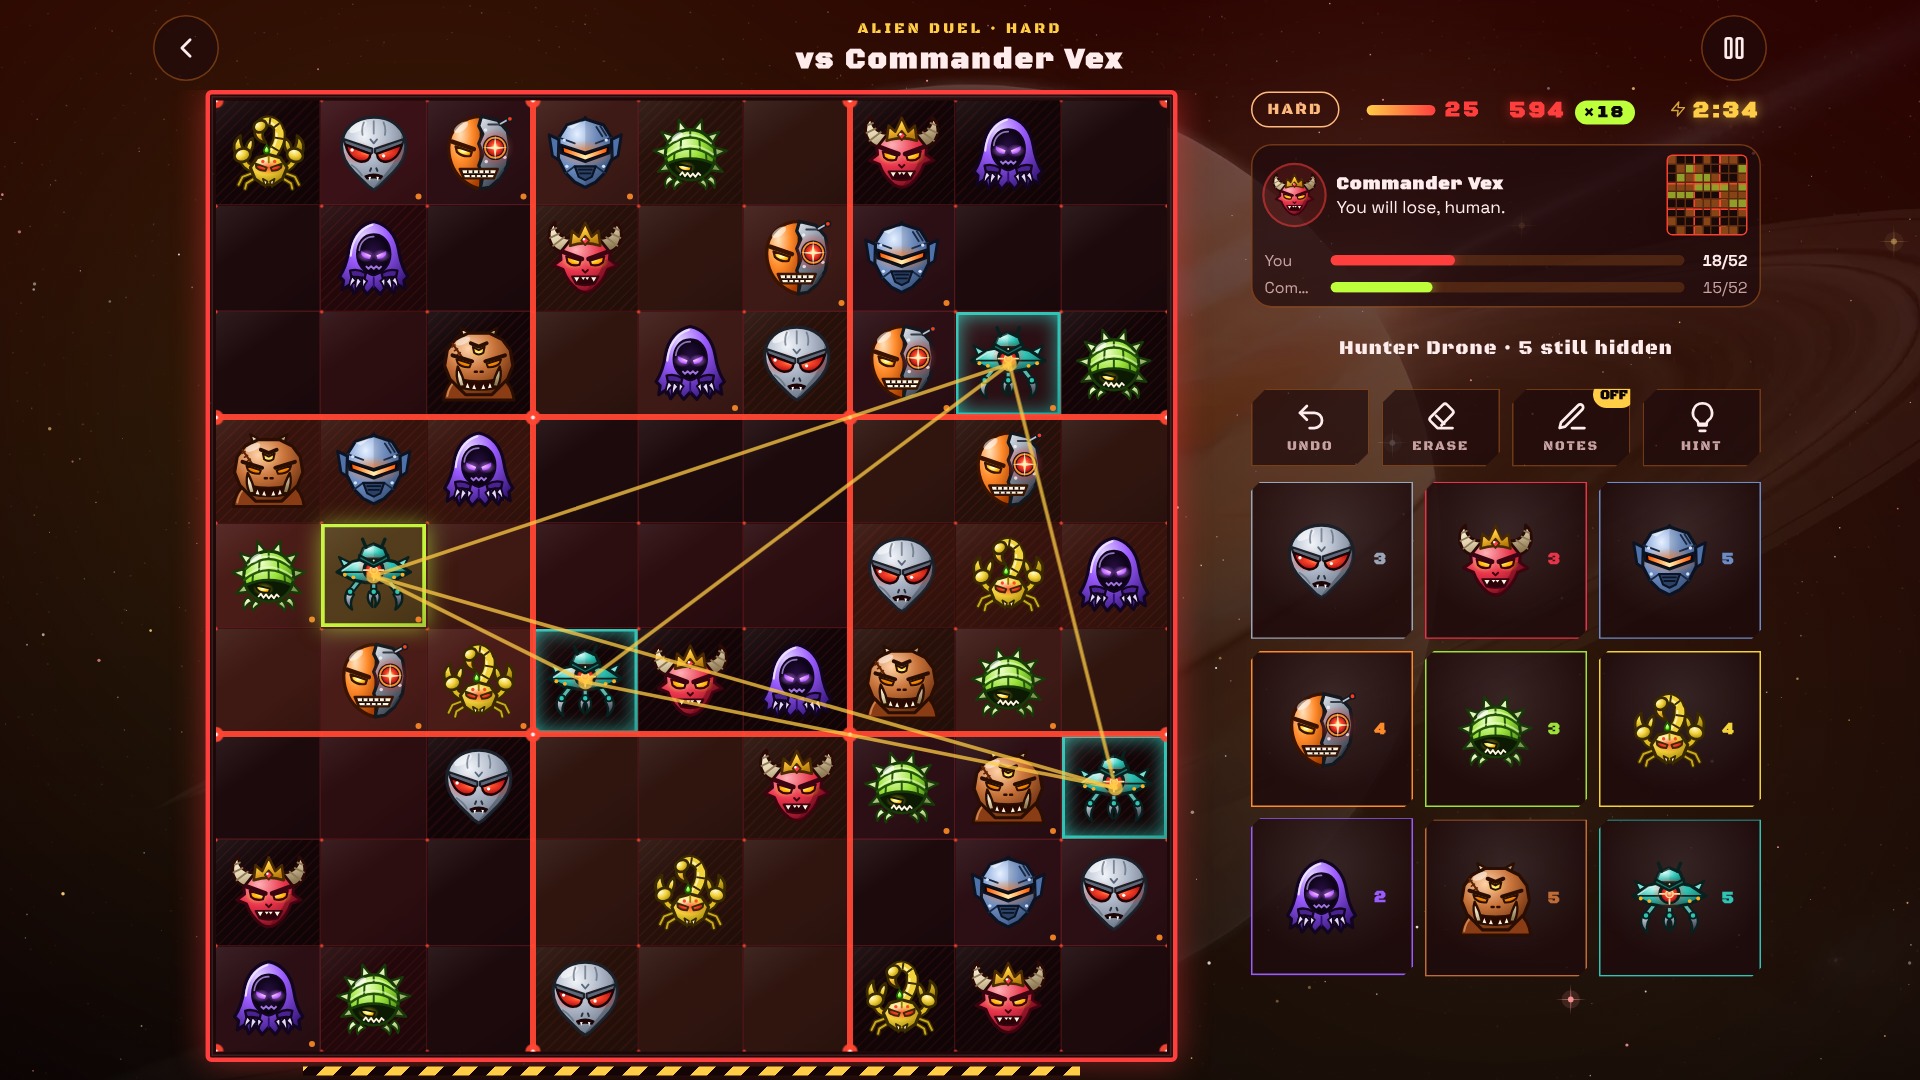 ALIEN DUEL · HARD
vs Commander Vex
HARD
25
594
×18
2:34
Commander Vex
You will lose, human.
You
18/52
Com...
15/52
Hunter Drone · 5 still hidden
UNDO
ERASE
OFF
NOTES
HINT
3
3
5
4
3
4
2
5
5